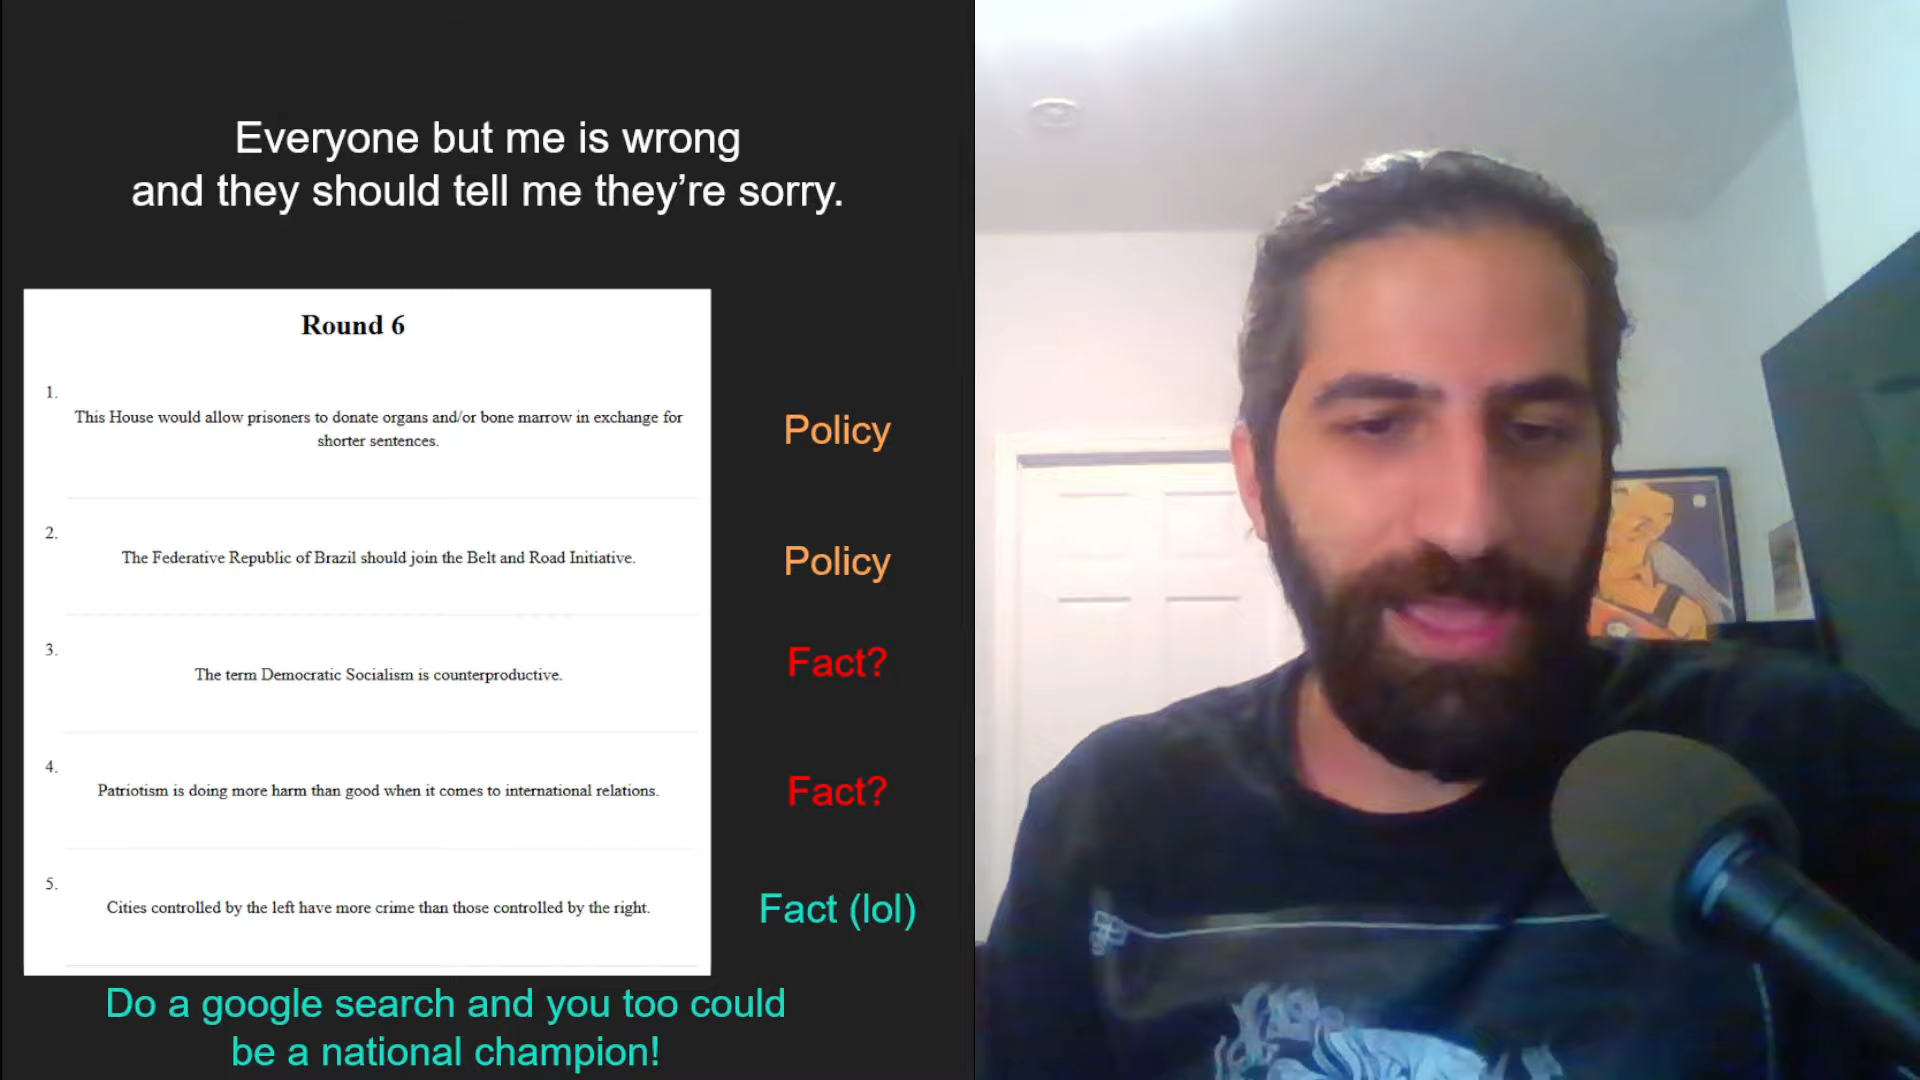 Everyone but me is wrong
and they should tell me they're sorry.
Round 6
1.
This House would allow prisoners to donate organs and/or bone marrow in exchange for
shorter sentences.
Policy
2.
The Federative Republic of Brazil should join the Belt and Road Initiative.
Policy
3.
The term Democratic Socialism is counterproductive.
Fact?
4.
Patriotism is doing more harm than good when it comes to international relations.
Fact?
5.
Cities controlled by the left have more crime than those controlled by the right.
Fact (lol)
Do a google search and you too could
be a national champion!